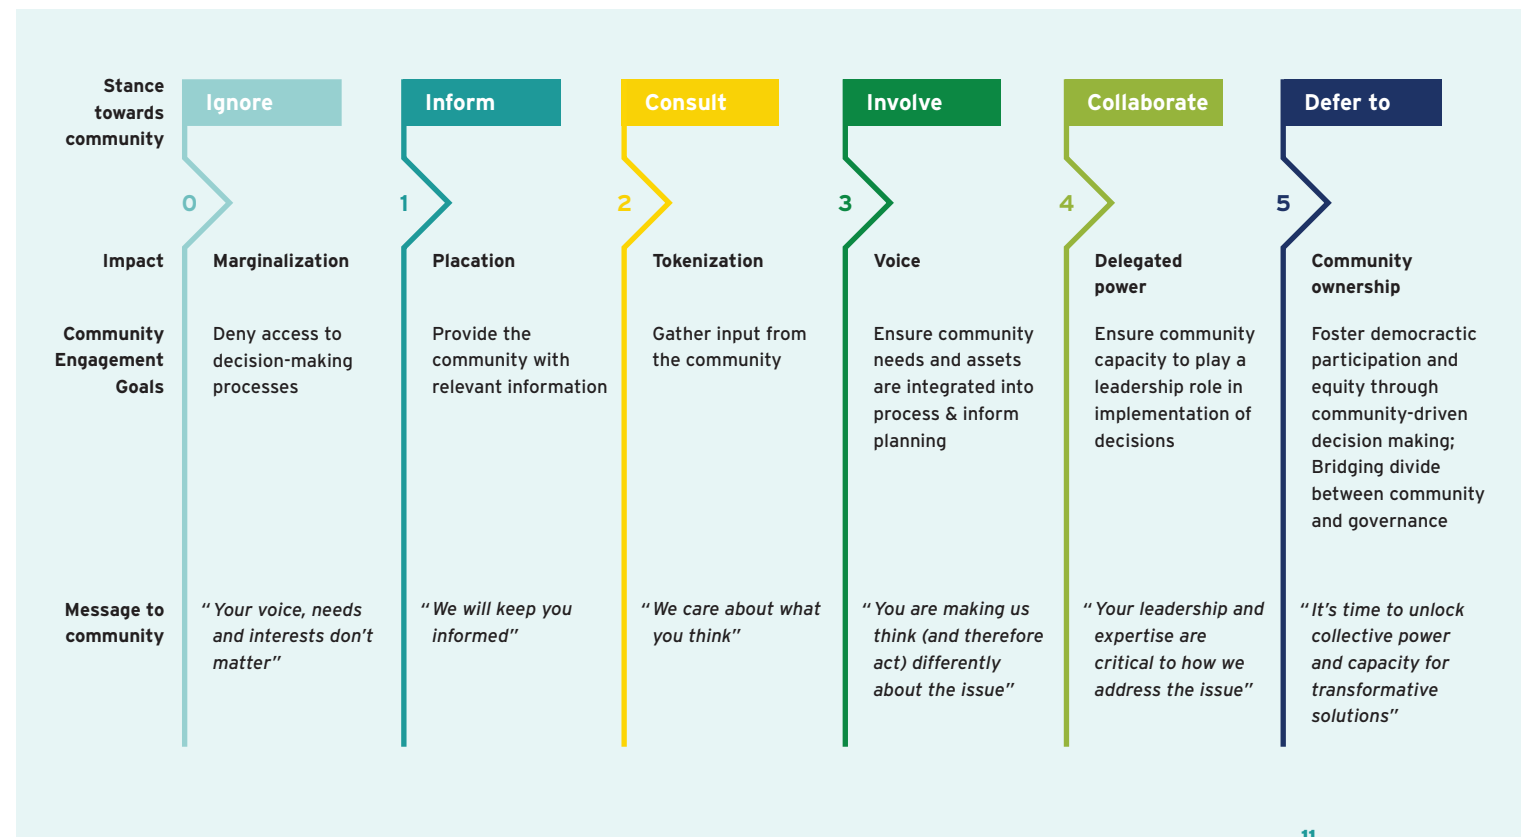 Stance
towards
community
Ignore
Inform
Consult
Involve
Collaborate
Defer to
0
1
2
3
4
5
Impact
Marginalization
Placation
Tokenization
Voice
Delegated
power
Community
ownership
Community
Engagement
Goals
Deny access to
decision-making
processes
Provide the
community with
relevant information
Gather input from
the community
Ensure community
needs and assets
are integrated into
process & inform
planning
Ensure community
capacity to play a
leadership role in
implementation of
decisions
Foster democractic
participation and
equity through
community-driven
decision making;
Bridging divide
between community
and governance
Message to
community
“Your voice, needs
and interests don’t
matter”
“We will keep you
informed”
“We care about what
you think”
“You are making us
think (and therefore
act) differently
about the issue”
“Your leadership and
expertise are
critical to how we
address the issue”
“It’s time to unlock
collective power
and capacity for
transformative
solutions”
11